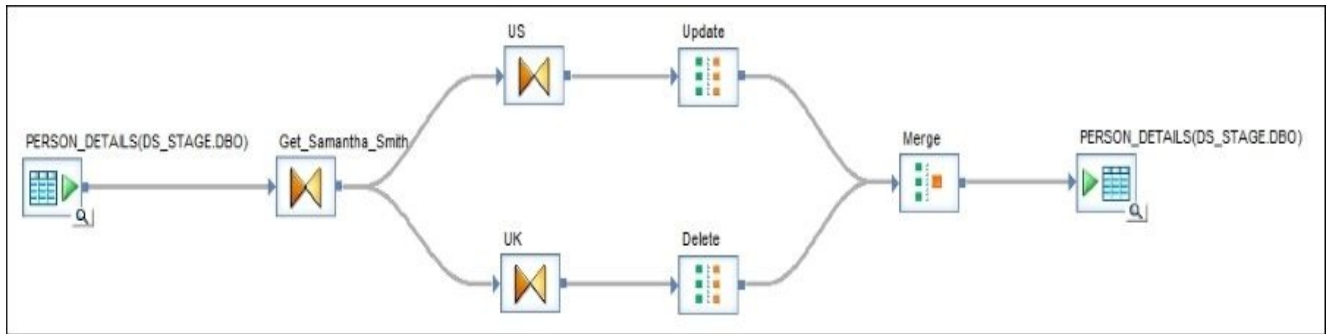 US
Update
PERSON_DETAILS(DS_STAGE.DBO)
Get_Samantha_Smith
Merge
PERSON_DETAILS(DS_STAGE.DBO)
UK
Delete